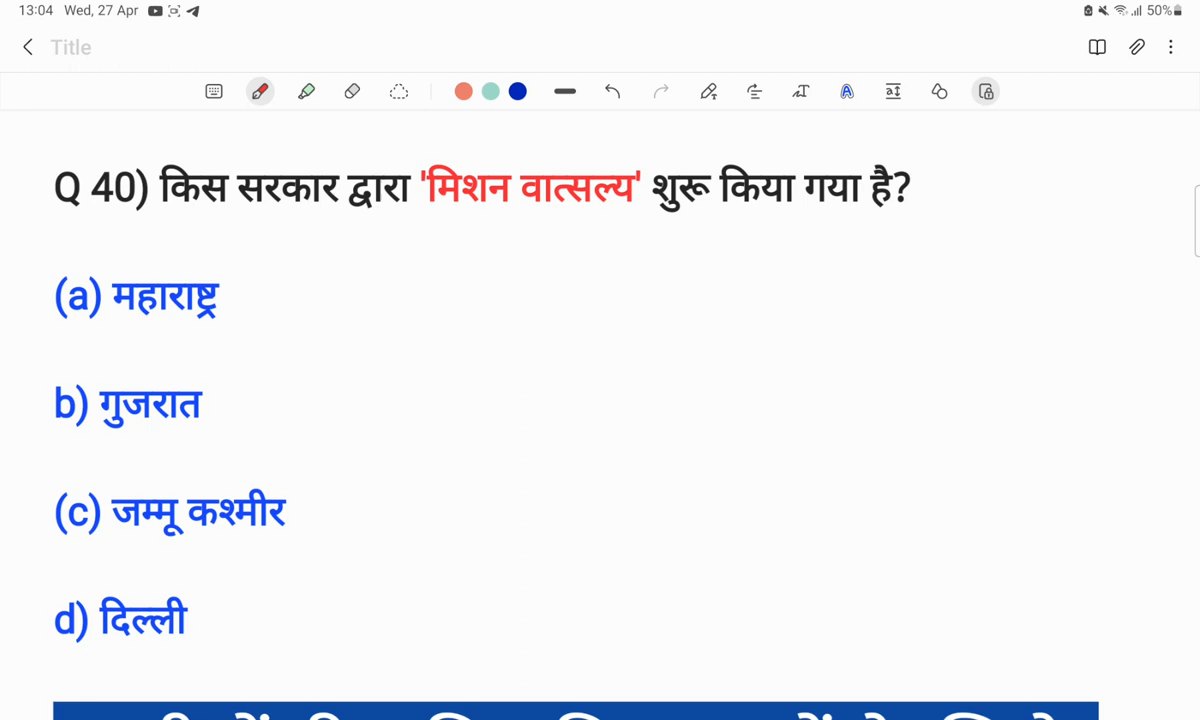 13:04 Wed, 27 Apr 50%
Title
Q 40) किस सरकार द्वारा 'मिशन वात्सल्य' शुरू किया गया है?
(a) महाराष्ट्र
b) गुजरात
(c) जम्मू कश्मीर
d) दिल्ली